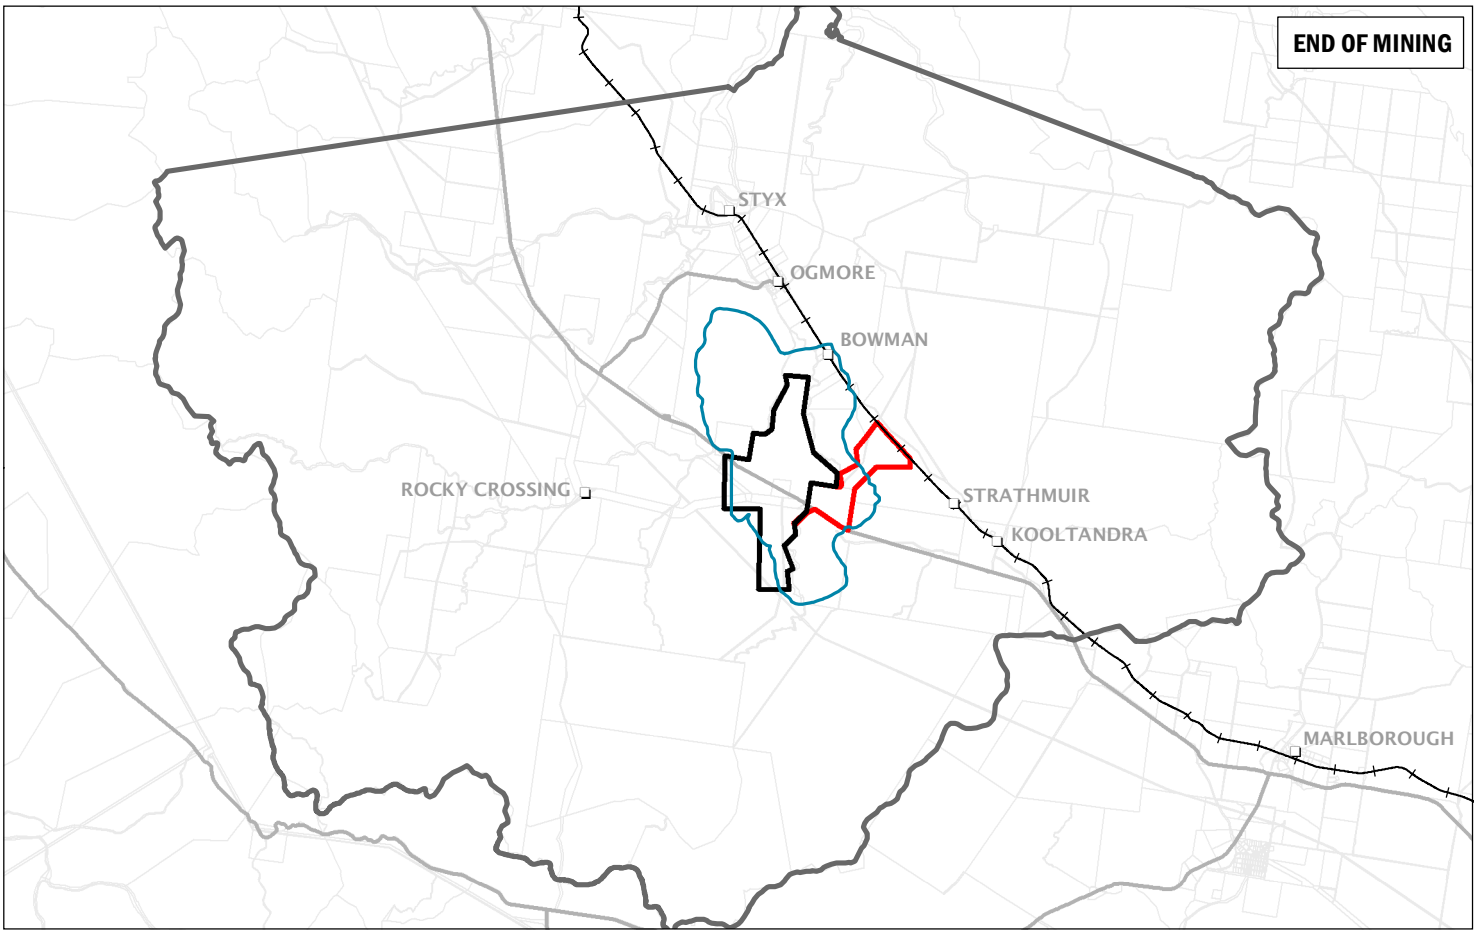 END OF MINING
STYX
OGMORE
BOWMAN
ROCKY CROSSING
STRATHMUIR
KOOLTANDRA
MARLBOROUGH